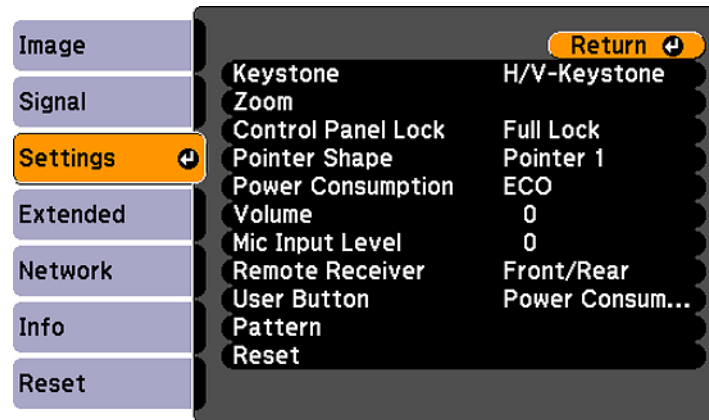 Image
Signal
Settings
Extended
Network
Info
Reset
Return
Keystone H/V-Keystone
Zoom
Control Panel Lock Full Lock
Pointer Shape Pointer 1
Power Consumption ECO
Volume 0
Mic Input Level 0
Remote Receiver Front/Rear
User Button Power Consum...
Pattern
Reset